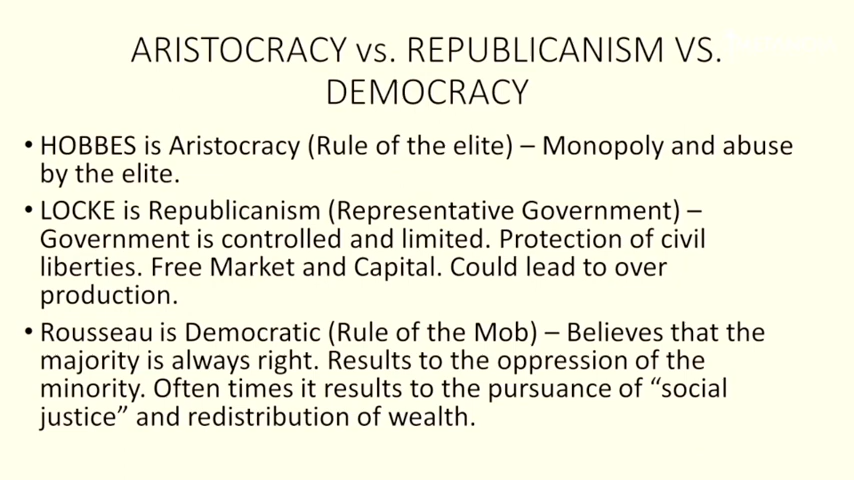 ARISTOCRACY vs. REPUBLICANISM VS.
DEMOCRACY
• HOBBES is Aristocracy (Rule of the elite) – Monopoly and abuse
by the elite.
• LOCKE is Republicanism (Representative Government) –
Government is controlled and limited. Protection of civil
liberties. Free Market and Capital. Could lead to over
production.
• Rousseau is Democratic (Rule of the Mob) – Believes that the
majority is always right. Results to the oppression of the
minority. Often times it results to the pursuance of “social
justice” and redistribution of wealth.